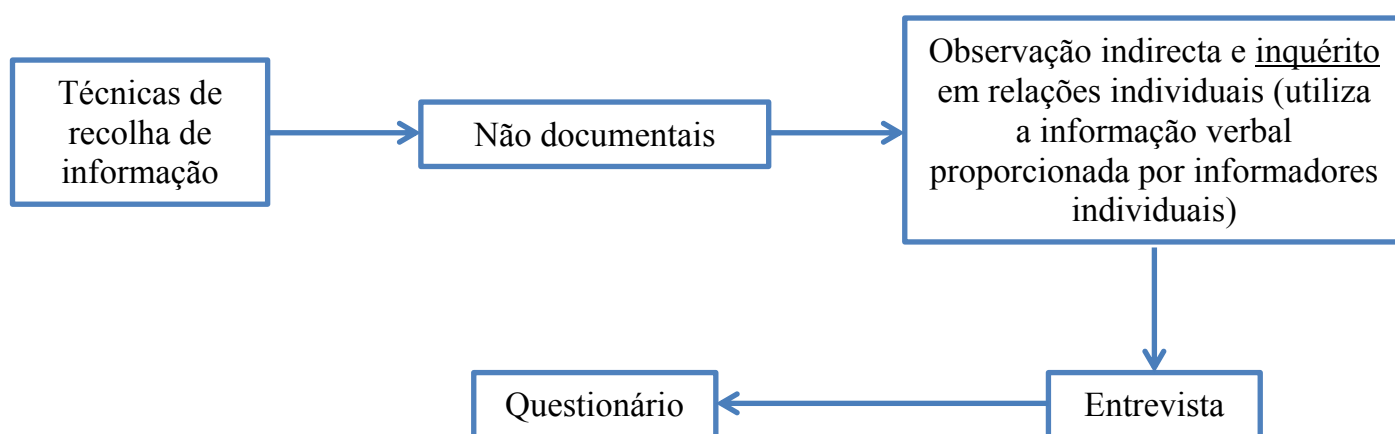 Técnicas de
recolha de
informação
Não documentais
Observação indirecta e inquérito
em relações individuais (utiliza
a informação verbal
proporcionada por informadores
individuais)
Questionário
Entrevista